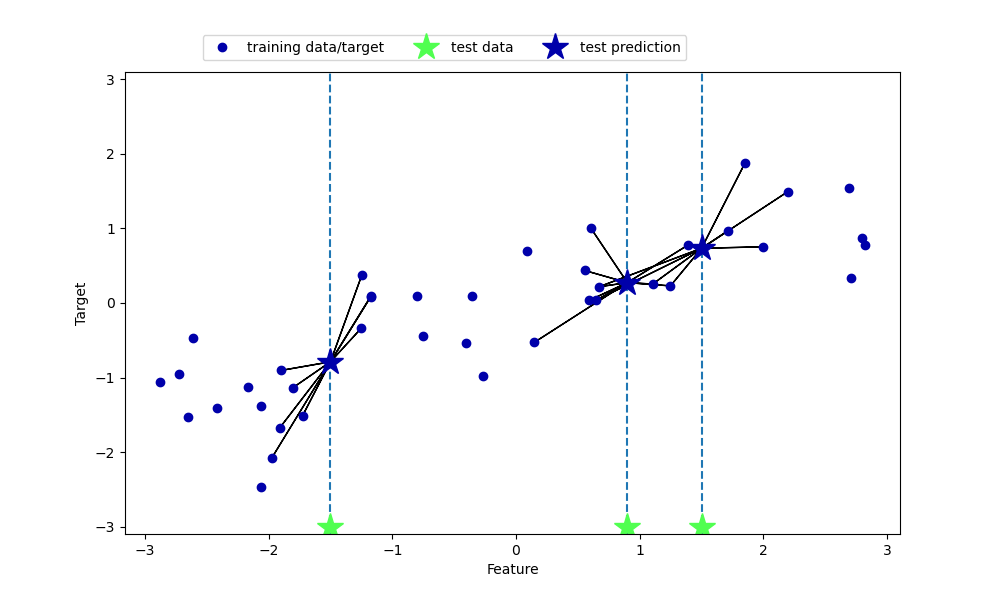 training data/target test data test prediction
3
2
1
0
−1
−2
−3
Target
−3 −2 −1 0 1 2 3
Feature